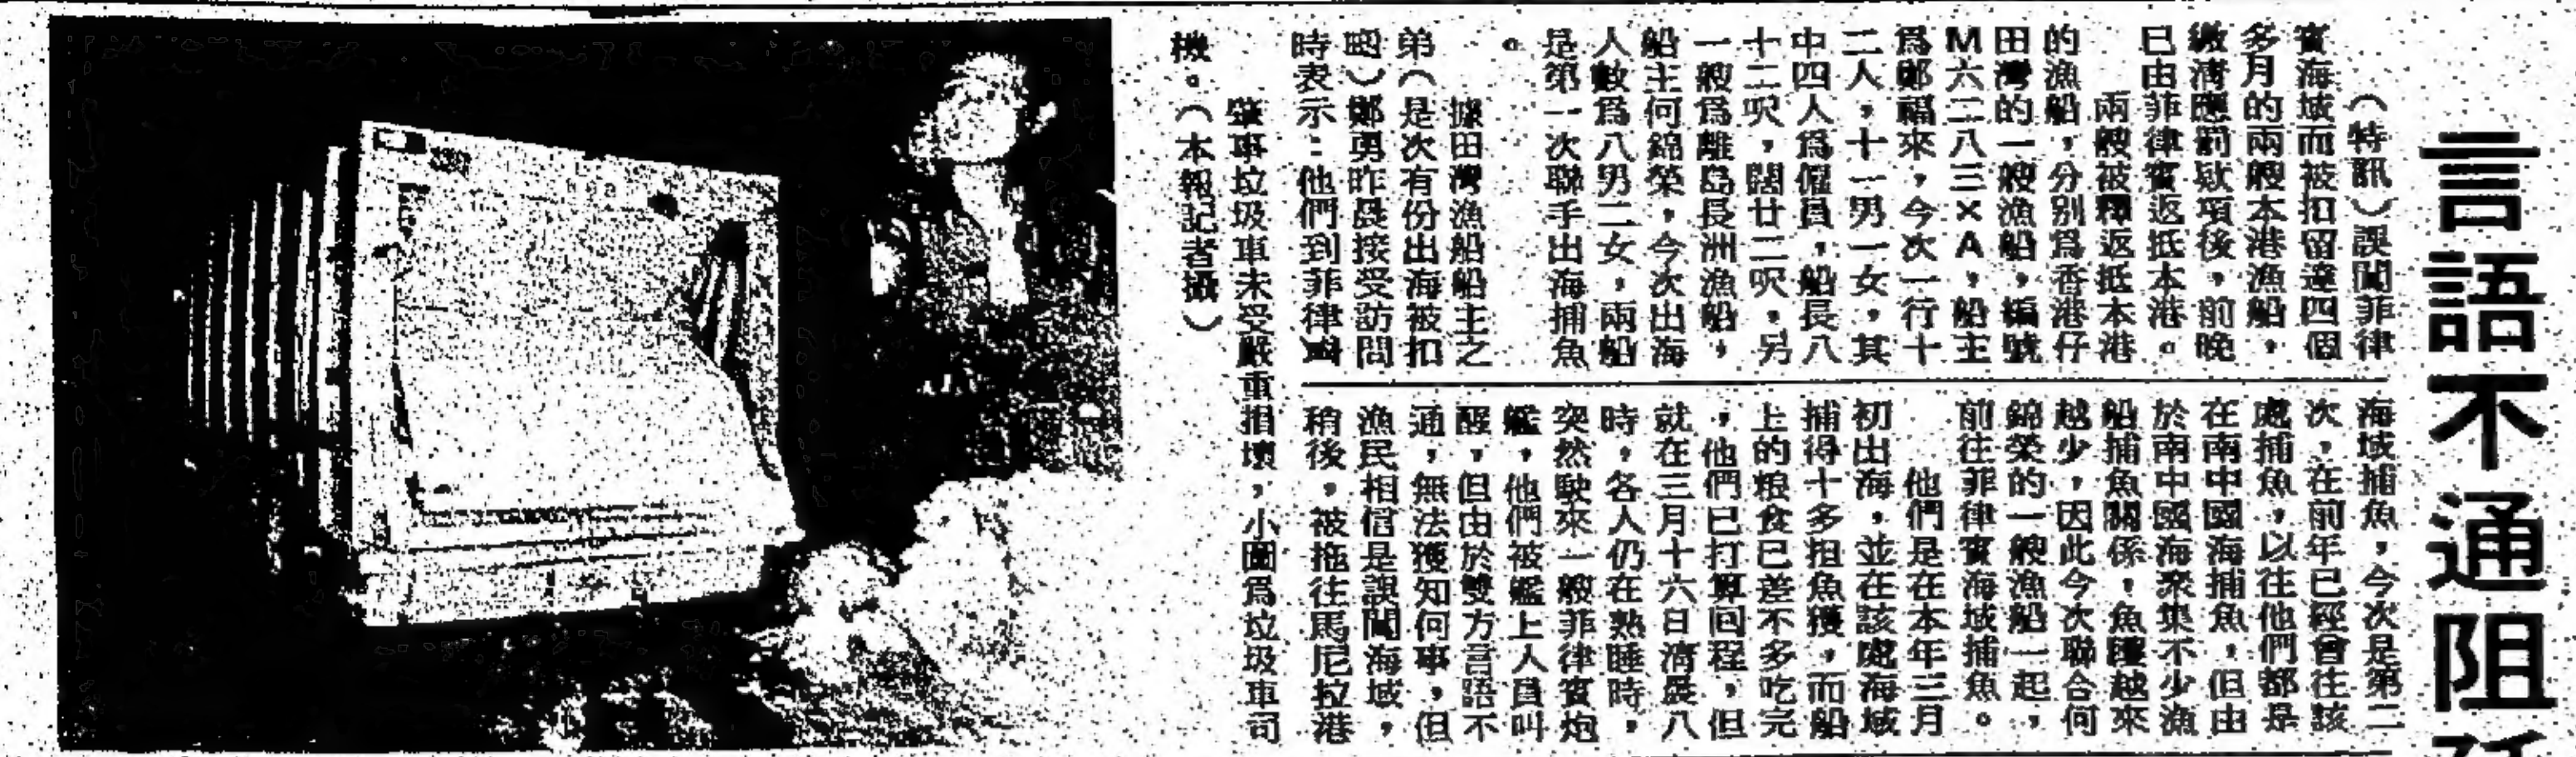 言語不通阻
（特訊）誤闖菲律
賓海域而被扣留達四個
多月的兩艘本港漁船，
繳清應罰欵項後，前晚
已由菲律賓返抵本港。
兩艘被釋返抵本港
的漁船，分别爲香港仔
田灣的一艘漁船，編號
M六二八三×A，船主
爲鄭福來，今次一行十
二人，十一男一女，其
中四人爲僱員，船長八
十二呎，闊廿二呎，另
一艘爲離島長洲漁船，
船主何錦榮，今次出海
人數爲八男二女，兩船
是第一次聯手出海捕魚
。
據田灣漁船船主之
弟（是次有份出海被扣
留）鄭勇昨晨接受訪問
時表示：他們到菲律賓
海域捕魚，今次是第二
次，在前年已經曾往該
處捕魚，以往他們都是
在南中國海捕魚，但由
於南中國海聚集不少漁
船捕魚關係，魚獲越來
越少，因此今次聯合何
錦榮的一艘漁船一起，
前往菲律賓海域捕魚。
他們是在本年三月
初出海，並在該處海域
捕得十多担魚獲，而船
上的粮食已差不多吃完
，他們已打算回程，但
就在三月十六日清晨八
時，各人仍在熟睡時，
突然駛來一艘菲律賓炮
艦，他們被艦上人員叫
醒，但由於雙方言語不
通，無法獲知何事，但
漁民相信是誤闖海域，
稍後，被拖往馬尼拉港
肇事垃圾車未受嚴重損壞，小圖爲垃圾車司
機。（本報記者攝）